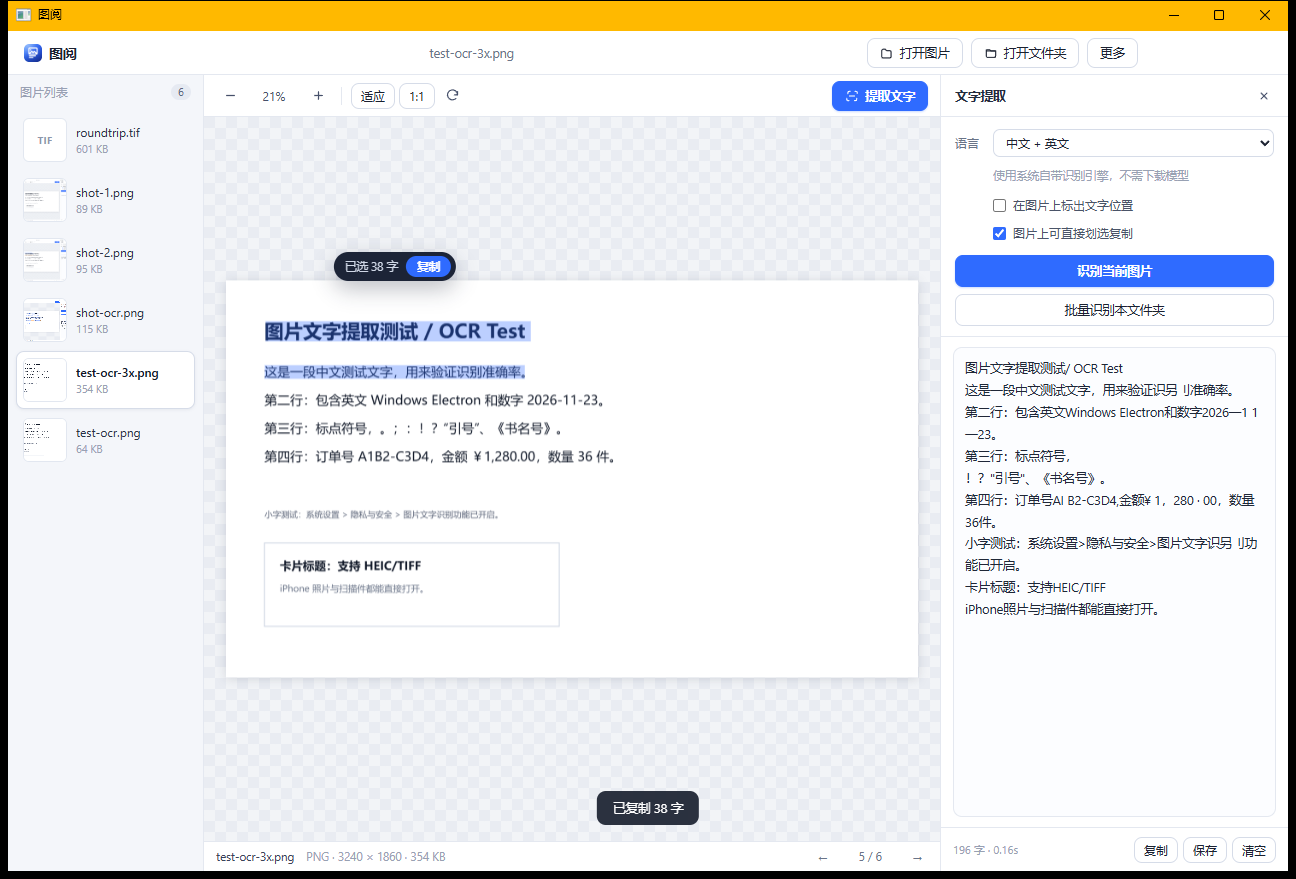 图阅
图阅
test-ocr-3x.png
打开图片
打开文件夹
更多
图片列表
6
TIF
roundtrip.tif
601 KB
shot-1.png
89 KB
shot-2.png
95 KB
shot-ocr.png
115 KB
test-ocr-3x.png
354 KB
test-ocr.png
64 KB
21%
适应
1:1
提取文字
已选 38 字
复制
图片文字提取测试 / OCR Test
这是一段中文测试文字，用来验证识别准确率。
第二行：包含英文 Windows Electron 和数字 2026-11-23。
第三行：标点符号，。；：！？“引号”、《书名号》。
第四行：订单号 A1B2-C3D4，金额 ￥1,280.00，数量 36 件。
小字测试：系统设置 > 隐私与安全 > 图片文字识别功能已开启。
卡片标题：支持 HEIC/TIFF
iPhone 照片与扫描件都能直接打开。
已复制 38 字
test-ocr-3x.png
PNG · 3240 × 1860 · 354 KB
←
5 / 6
→
文字提取
语言
中文 + 英文
使用系统自带识别引擎，不需下载模型
在图片上标出文字位置
图片上可直接划选复制
识别当前图片
批量识别本文件夹
图片文字提取测试/ OCR Test
这是一段中文测试文字，用来验证识另刂准确率。
第二行：包含英文Windows Electron和数字2026—1 1
—23。
第三行：标点符号，
！？"引号"、《书名号》。
第四行：订单号AI B2-C3D4,金额¥ 1，280 · 00，数量
36件。
小字测试：系统设置>隐私与安全>图片文字识另刂功
能已开启。
卡片标题：支持HEIC/TIFF
iPhone照片与扫描件都能直接打开。
196 字 · 0.16s
复制
保存
清空